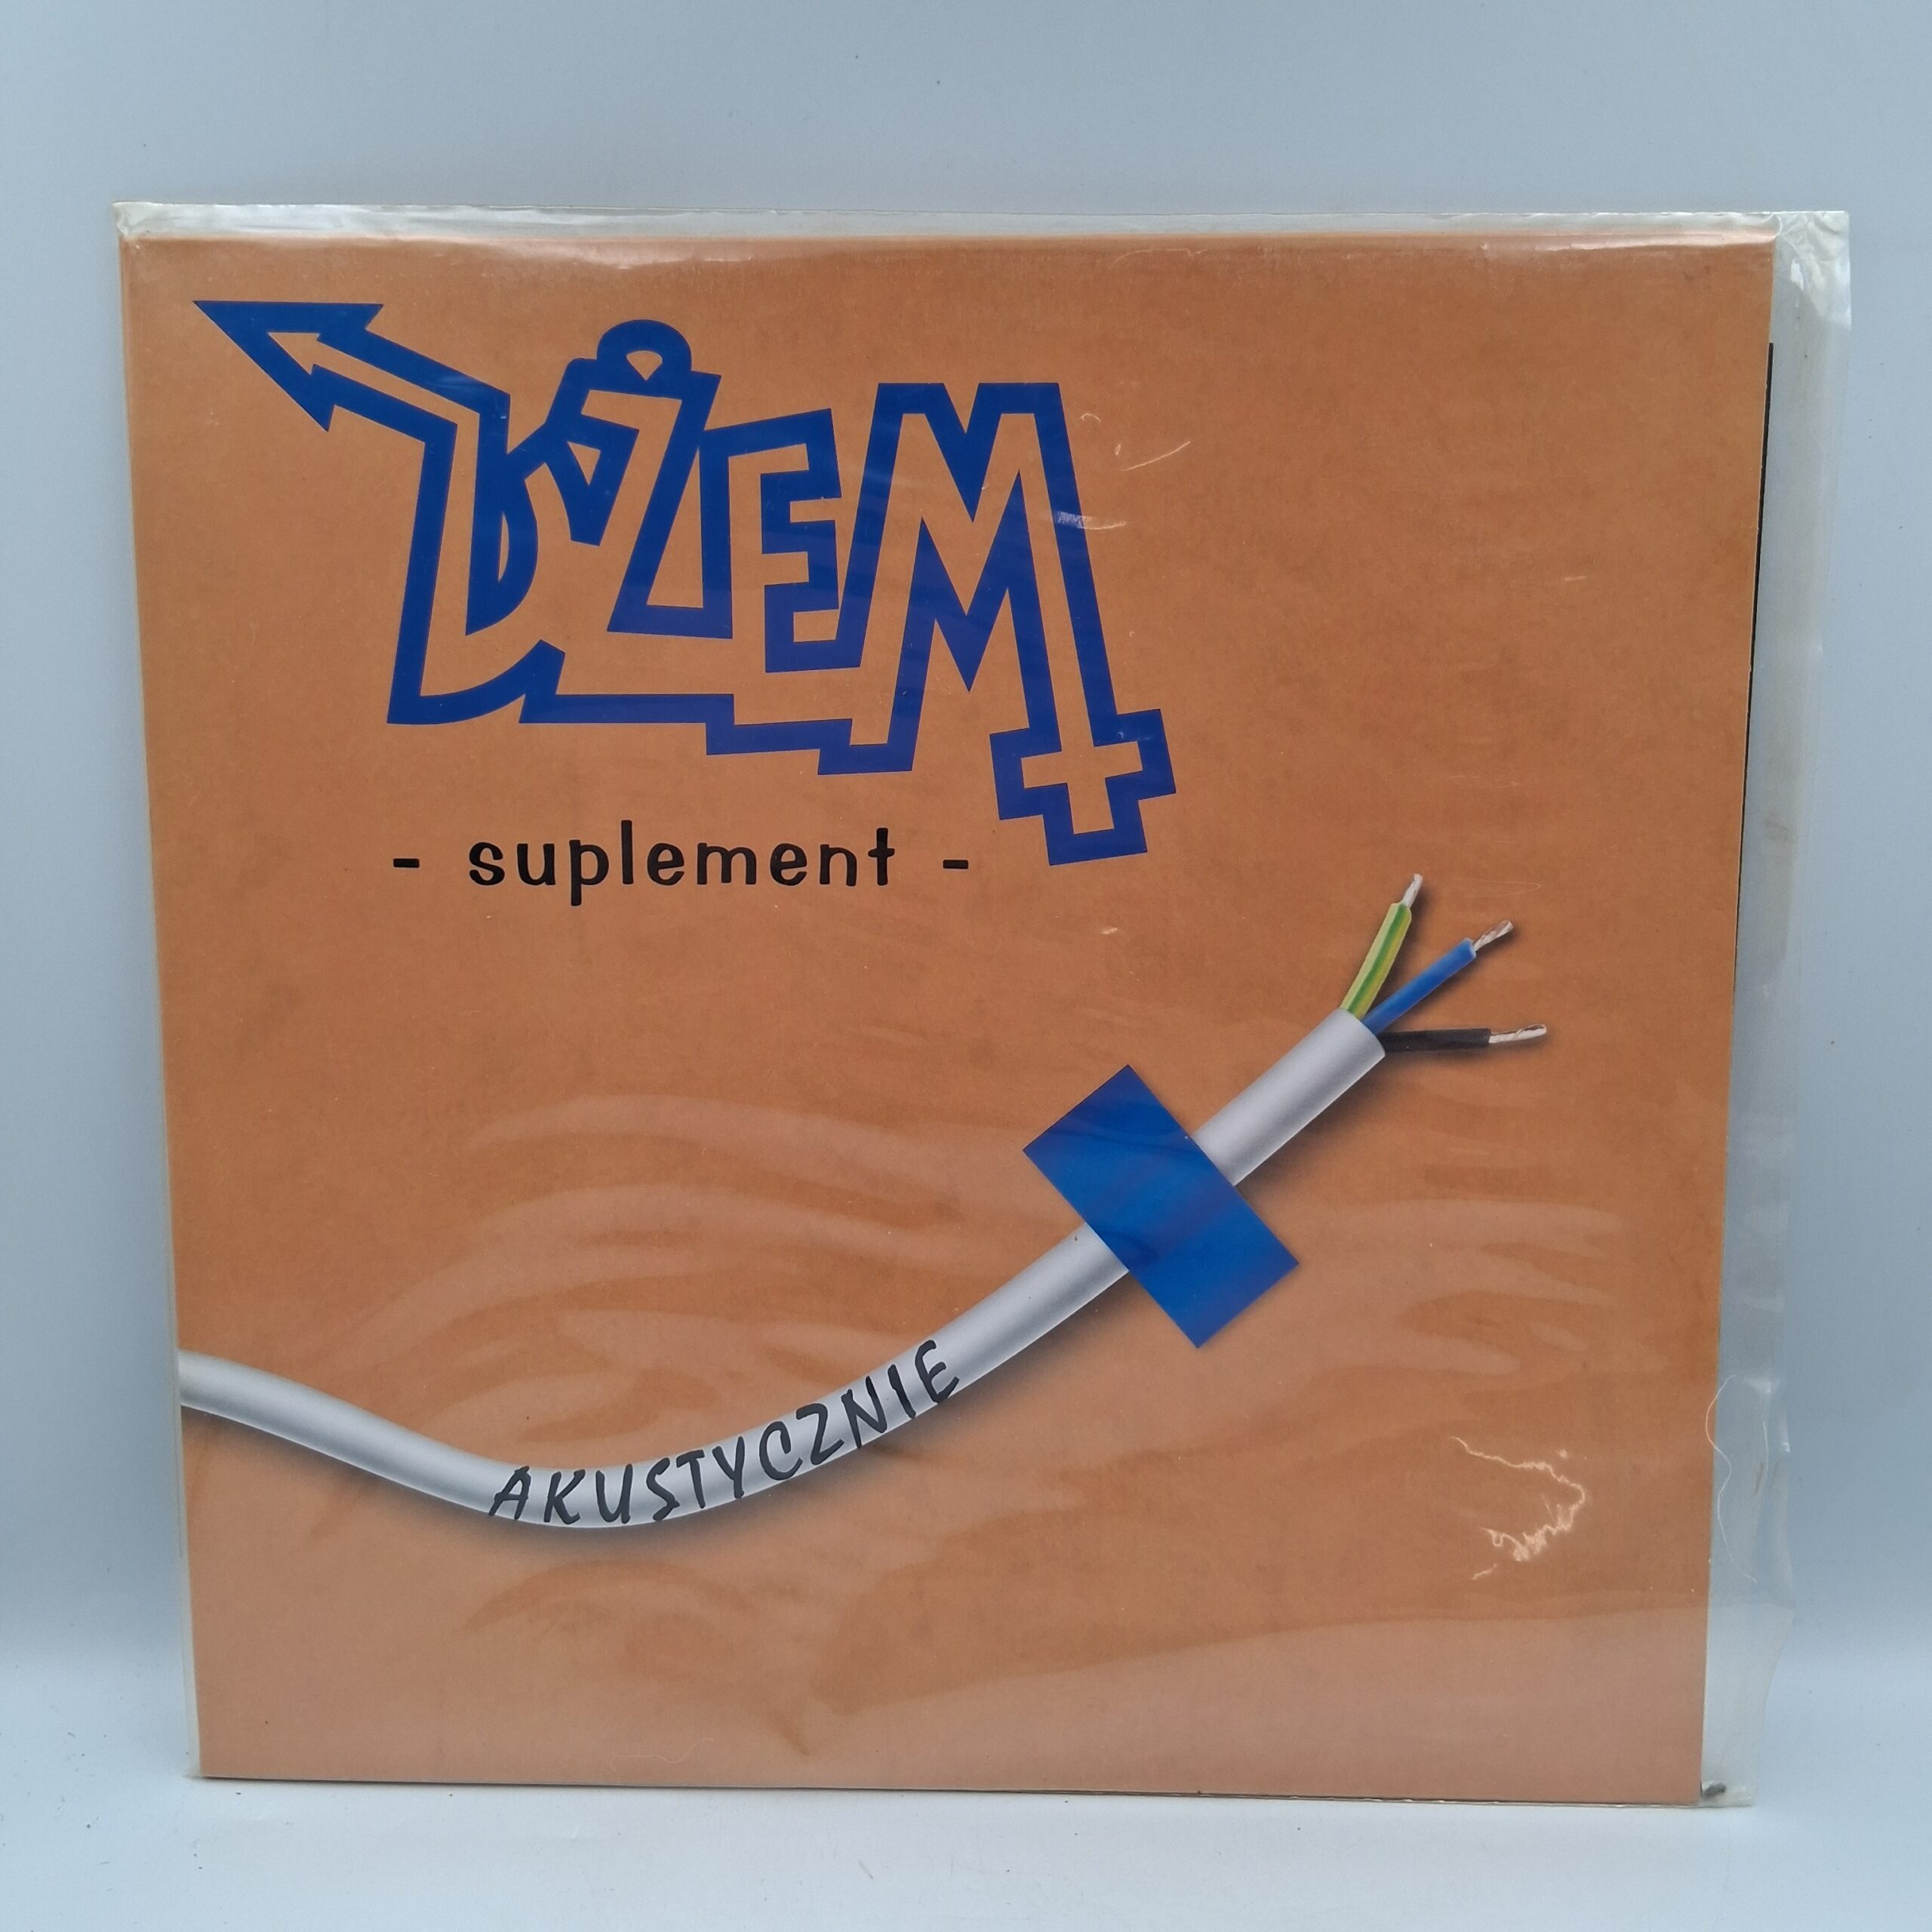 DŻEM
- suplement -
AKUSTYCZNIE